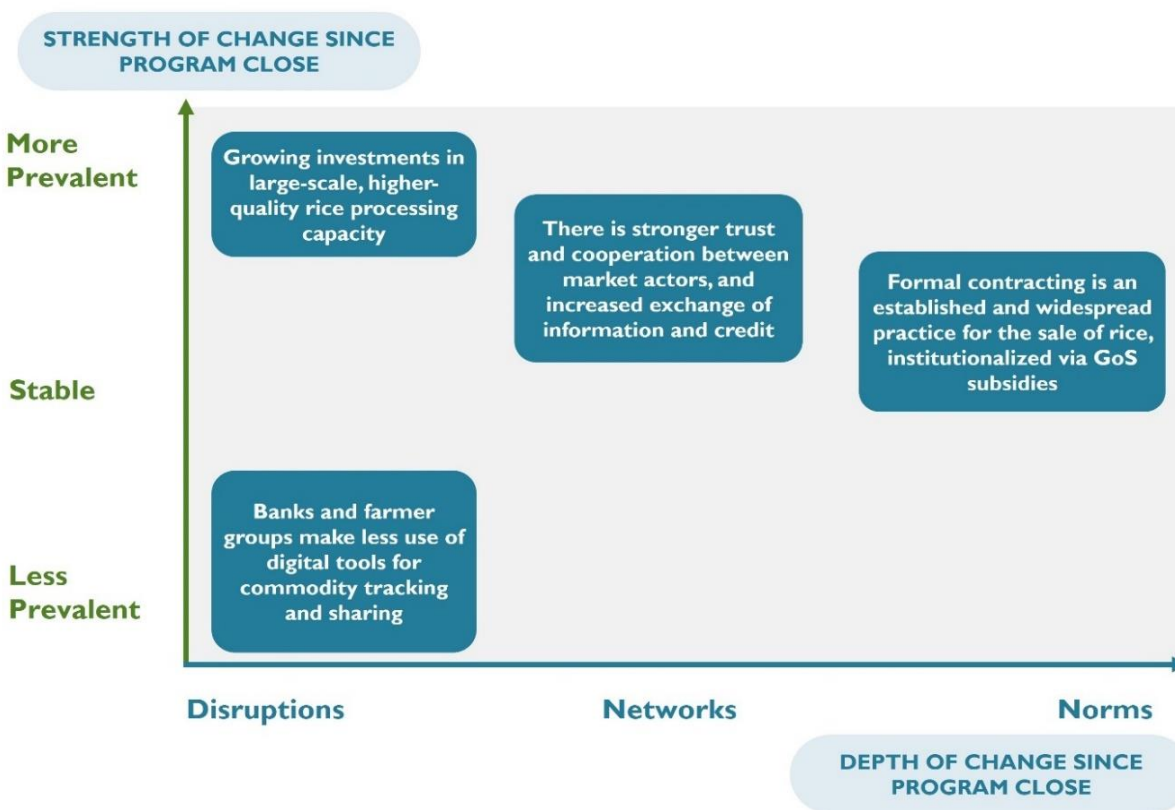 STRENGTH OF CHANGE SINCE
PROGRAM CLOSE
More
Prevalent
Growing investments in
large-scale, higher-
quality rice processing
capacity
There is stronger trust
and cooperation between
market actors, and
increased exchange of
information and credit
Formal contracting is an
established and widespread
practice for the sale of rice,
institutionalized via GoS
subsidies
Stable
Banks and farmer
groups make less use of
digital tools for
commodity tracking
and sharing
Less
Prevalent
Disruptions
Networks
Norms
DEPTH OF CHANGE SINCE
PROGRAM CLOSE